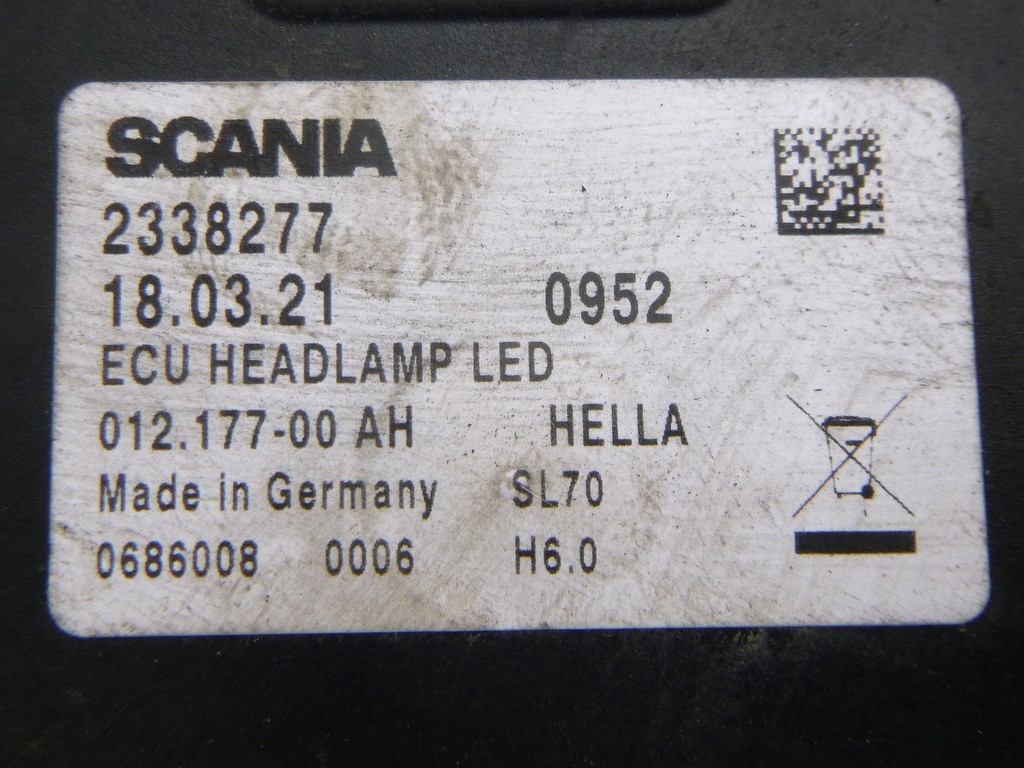 SCANIA
2338277
18.03.21 0952
ECU HEADLAMP LED
012.177-00 AH HELLA
Made in Germany SL70
0686008 0006 H6.0